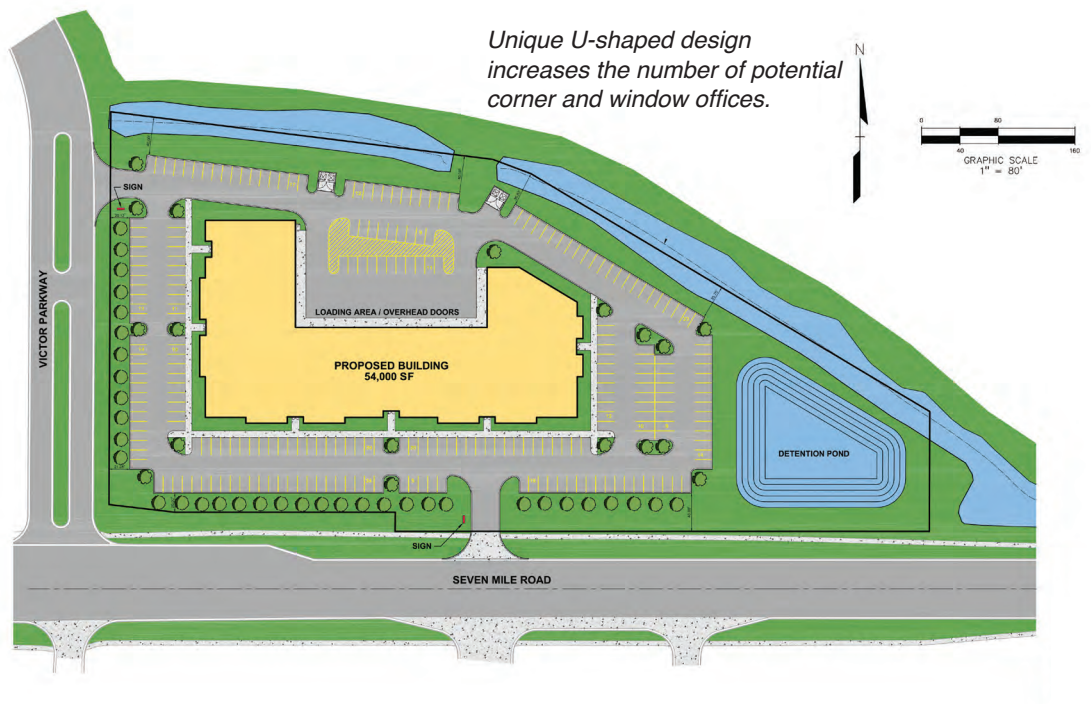 Unique U-shaped design
increases the number of potential
corner and window offices.
N
0
80
40
160
GRAPHIC SCALE
1" = 80'
SIGN
VICTOR PARKWAY
LOADING AREA / OVERHEAD DOORS
PROPOSED BUILDING
54,000 SF
DETENTION POND
SIGN
SEVEN MILE ROAD